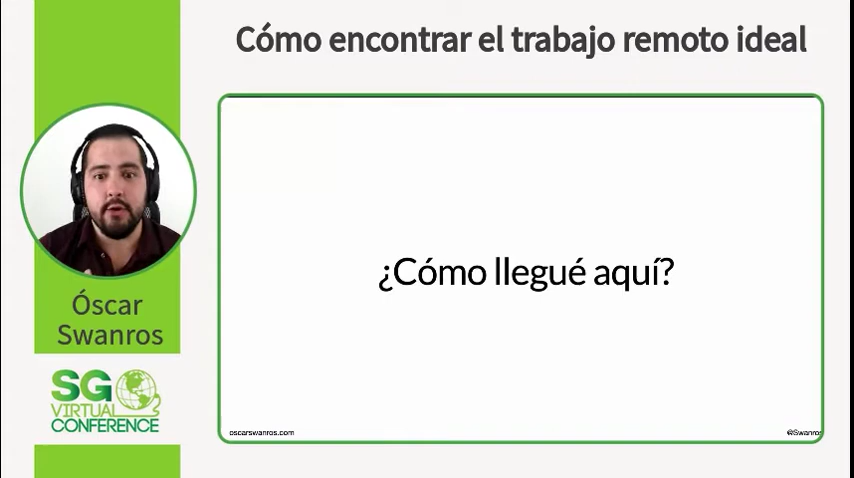 Cómo encontrar el trabajo remoto ideal
¿Cómo llegué aquí?
Óscar
Swanros
SG
VIRTUAL
CONFERENCE
oscarswanros.com
@Swanros